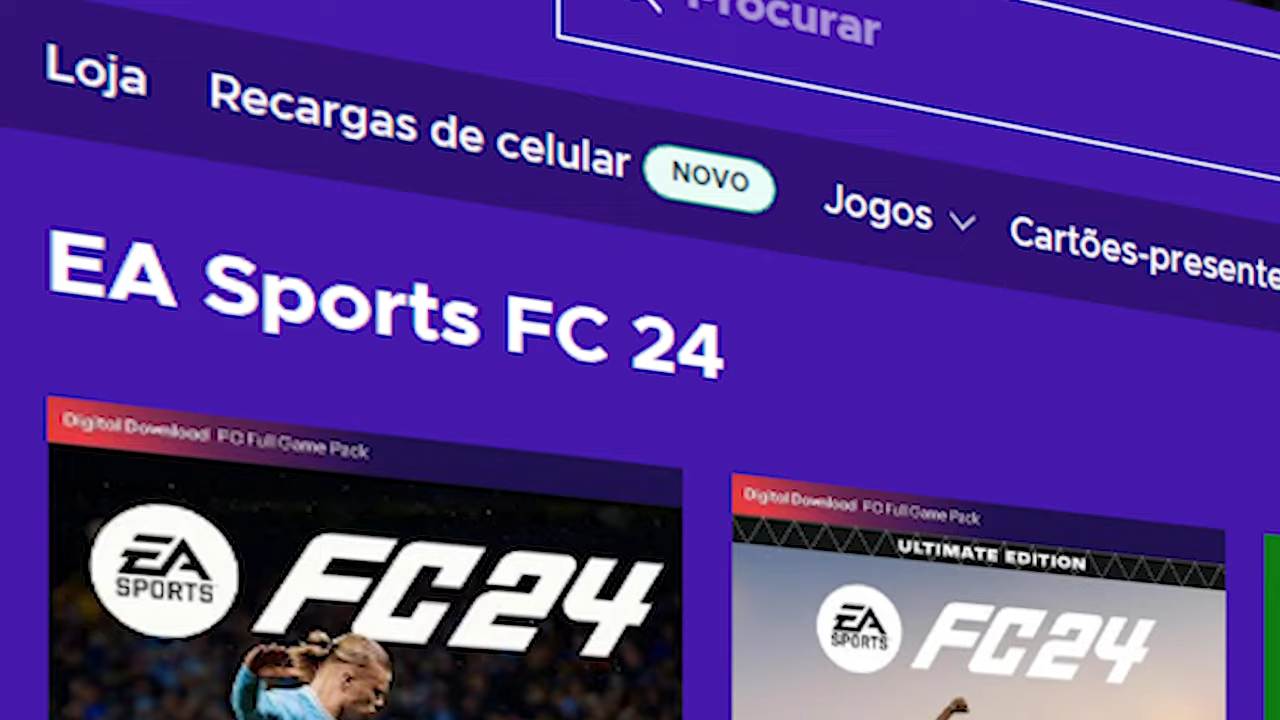 Procurar
Loja
Recargas de celular
NOVO
Jogos
Cartões-presente
EA Sports FC 24
Digital Download FC Full Game Pack
EA
SPORTS
FC24
Digital Download FC Full Game Pack
ULTIMATE EDITION
EA
SPORTS
FC24